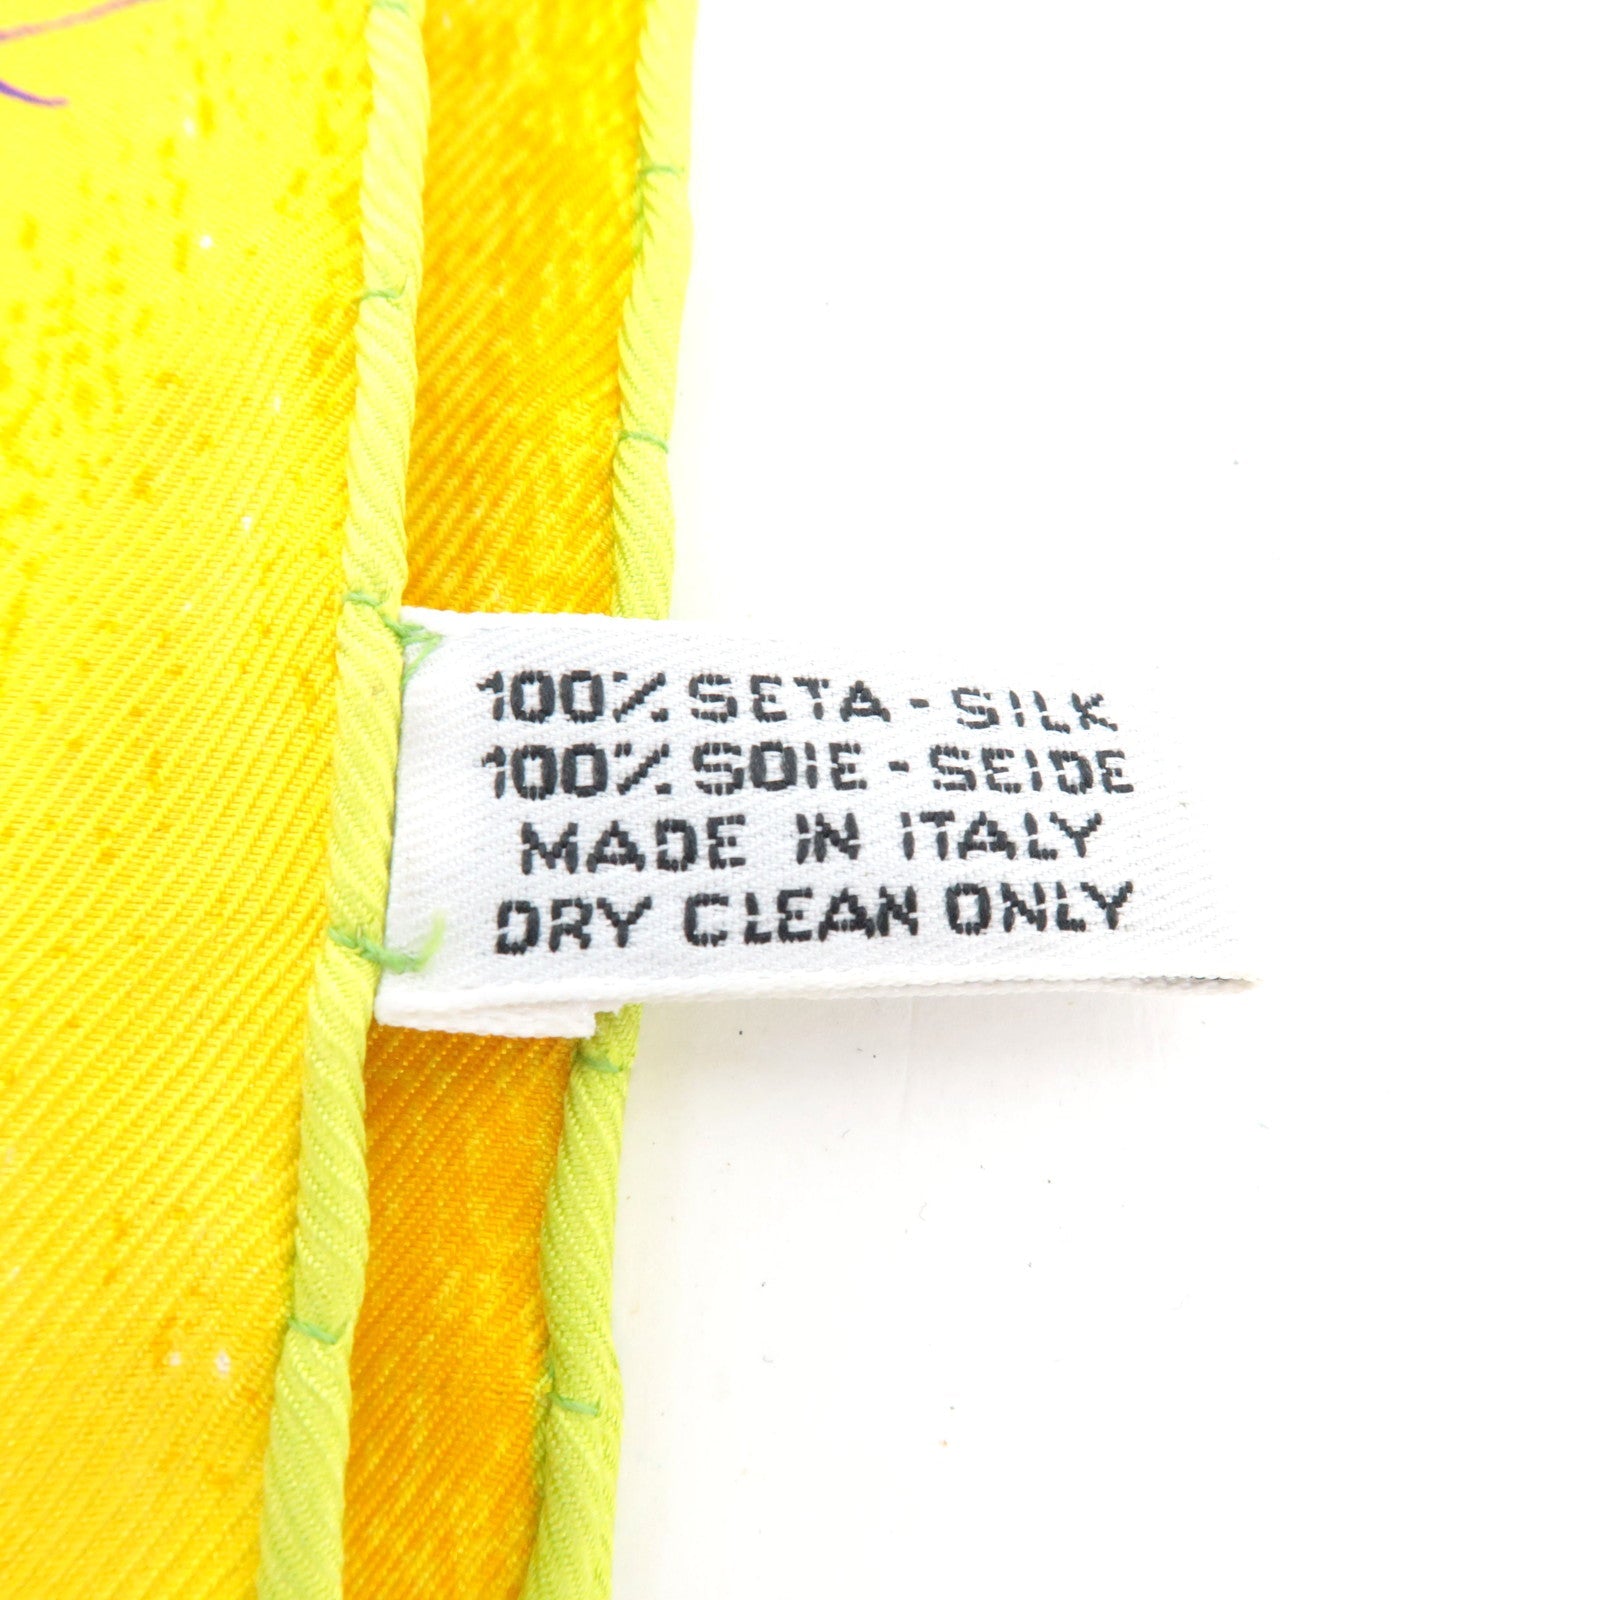 100% SETA - SILK
100% SOIE - SEIDE
MADE IN ITALY
DRY CLEAN ONLY